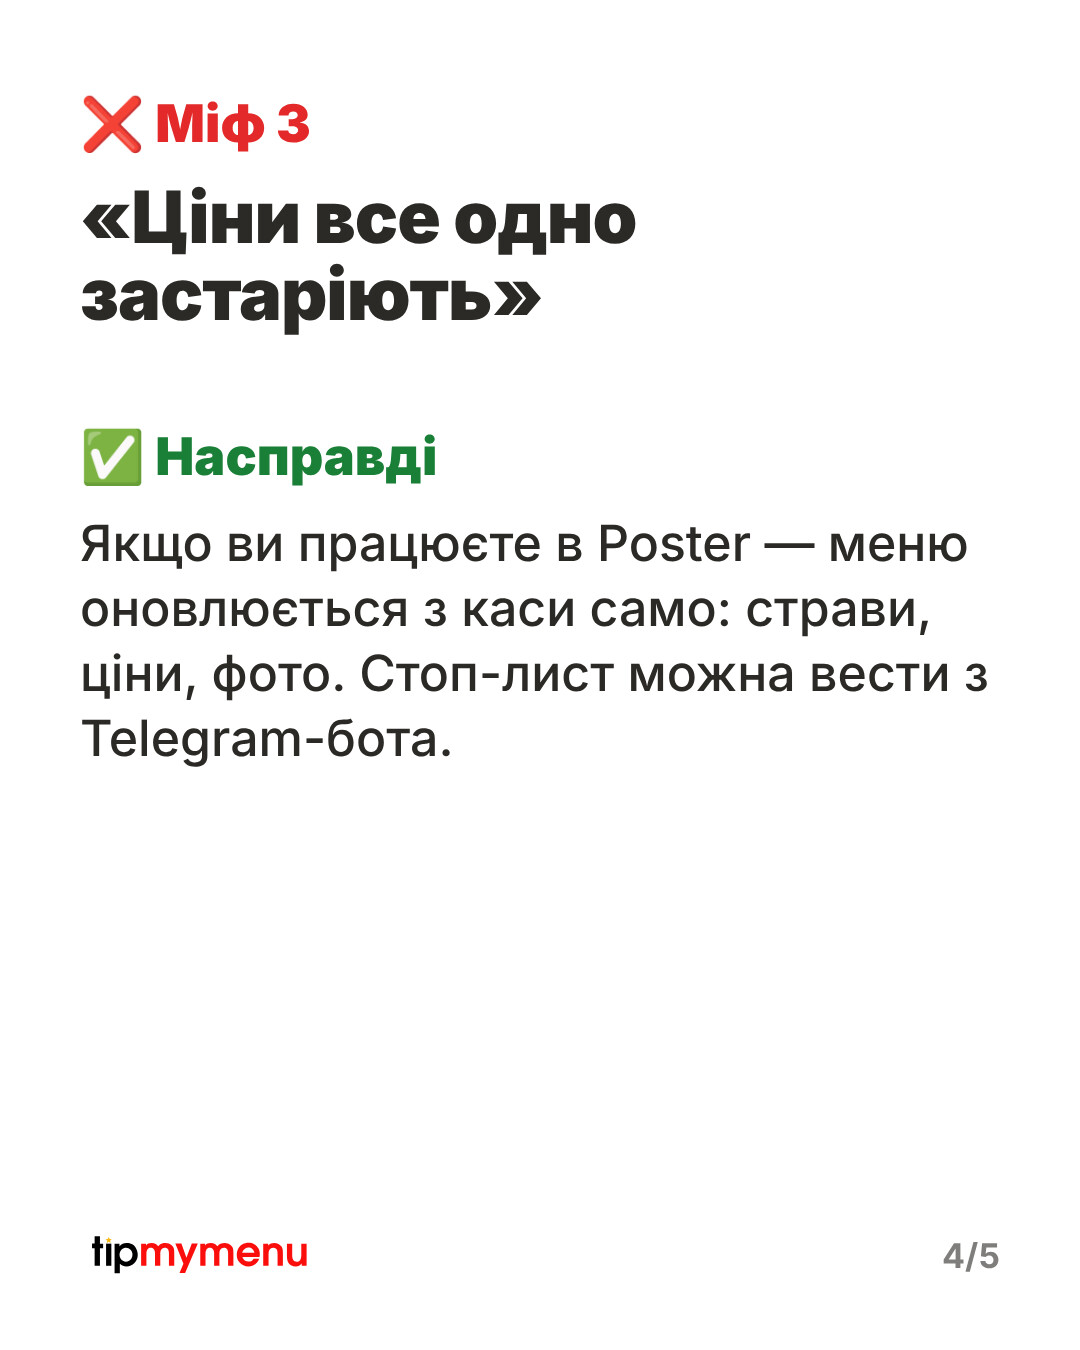 ❌ Міф 3
«Ціни все одно
застаріють»
✅ Насправді
Якщо ви працюєте в Poster — меню
оновлюється з каси само: страви,
ціни, фото. Стоп-лист можна вести з
Telegram-бота.
tipmymenu
4/5